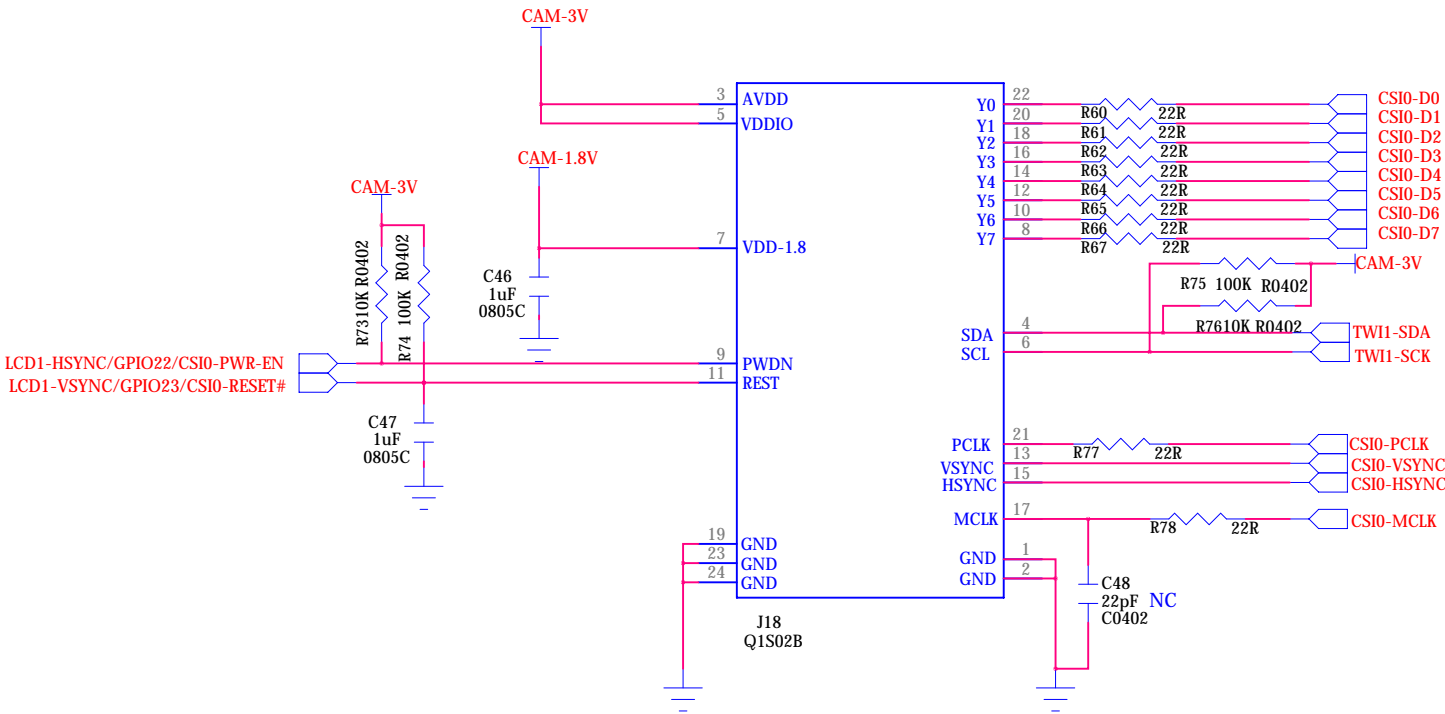 CAM-3V
3 AVDD
5 VDDIO
CAM-1.8V
7 VDD-1.8
C46
1uF
0805C
CAM-3V
R7310K R0402
R74 100K R0402
LCD1-HSYNC/GPIO22/CSI0-PWR-EN
9 PWDN
LCD1-VSYNC/GPIO23/CSI0-RESET#
11 REST
C47
1uF
0805C
19 GND
23 GND
24 GND
J18
Q1S02B
Y0 22 R60 22R CSI0-D0
Y1 20 R61 22R CSI0-D1
Y2 18 R62 22R CSI0-D2
Y3 16 R63 22R CSI0-D3
Y4 14 R64 22R CSI0-D4
Y5 12 R65 22R CSI0-D5
Y6 10 R66 22R CSI0-D6
Y7 8 R67 22R CSI0-D7
CAM-3V
R75 100K R0402
R7610K R0402
SDA 4 TWI1-SDA
SCL 6 TWI1-SCK
PCLK 21 R77 22R CSI0-PCLK
VSYNC 13 CSI0-VSYNC
HSYNC 15 CSI0-HSYNC
MCLK 17 R78 22R CSI0-MCLK
GND 1
GND 2
C48
22pF NC
C0402